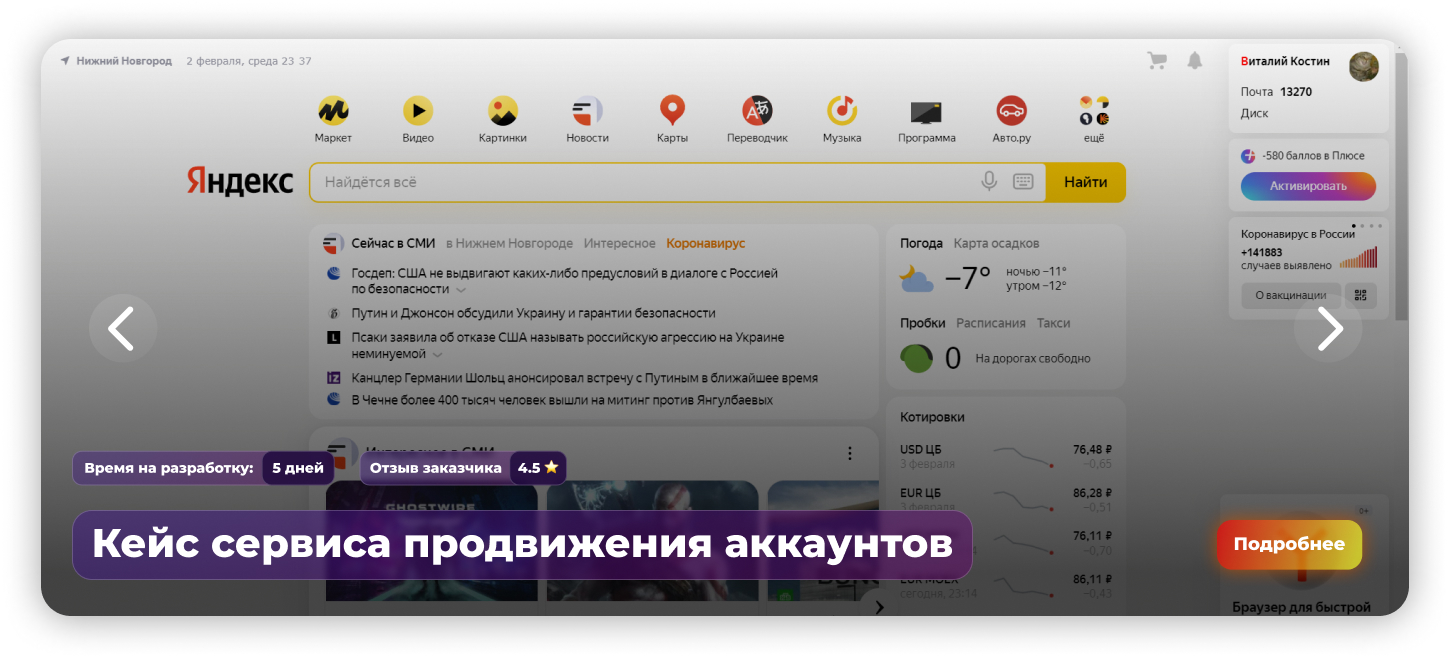 Нижний Новгород 2 февраля, среда 23 37
Виталий Костин
Почта 13270
Диск
Маркет Видео Картинки Новости Карты Переводчик Музыка Программа Авто.ру ещё
-580 баллов в Плюсе
Активировать
Яндекс Найдётся всё Найти
Коронавирус в России
+141883
случаев выявлено
О вакцинации
Сейчас в СМИ в Нижнем Новгороде Интересное Коронавирус
Госдеп: США не выдвигают каких-либо предусловий в диалоге с Россией
по безопасности
Путин и Джонсон обсудили Украину и гарантии безопасности
Псаки заявила об отказе США называть российскую агрессию на Украине
неминуемой
Канцлер Германии Шольц анонсировал встречу с Путиным в ближайшее время
В Чечне более 400 тысяч человек вышли на митинг против Янгулбаевых
Погода Карта осадков
−7° ночью −11°
утром −12°
Пробки Расписания Такси
0 На дорогах свободно
Котировки
USD ЦБ 76,48 ₽
3 февраля −0,65
EUR ЦБ 86,28 ₽
3 февраля −0,51
76,11 ₽
−0,70
EUR MOEX 86,11 ₽
сегодня, 23:14 −0,43
Интересное в СМИ
Время на разработку: 5 дней Отзыв заказчика 4.5
GHOSTWIRE
Кейс сервиса продвижения аккаунтов
0+
Подробнее
Браузер для быстрой